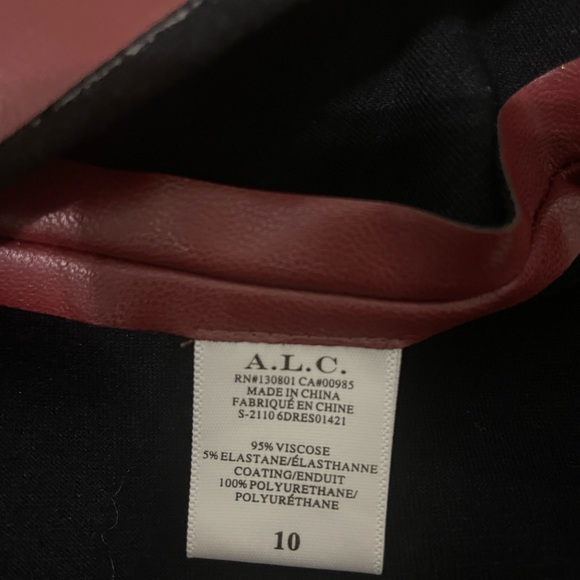 A.L.C.
RN#130801 CA#00985
MADE IN CHINA
FABRIQUÉ EN CHINE
S-2110 6DRES01421
95% VISCOSE
5% ELASTANE/ÉLASTHANNE
COATING/ENDUIT
100% POLYURETHANE/
POLYURÉTHANE
10